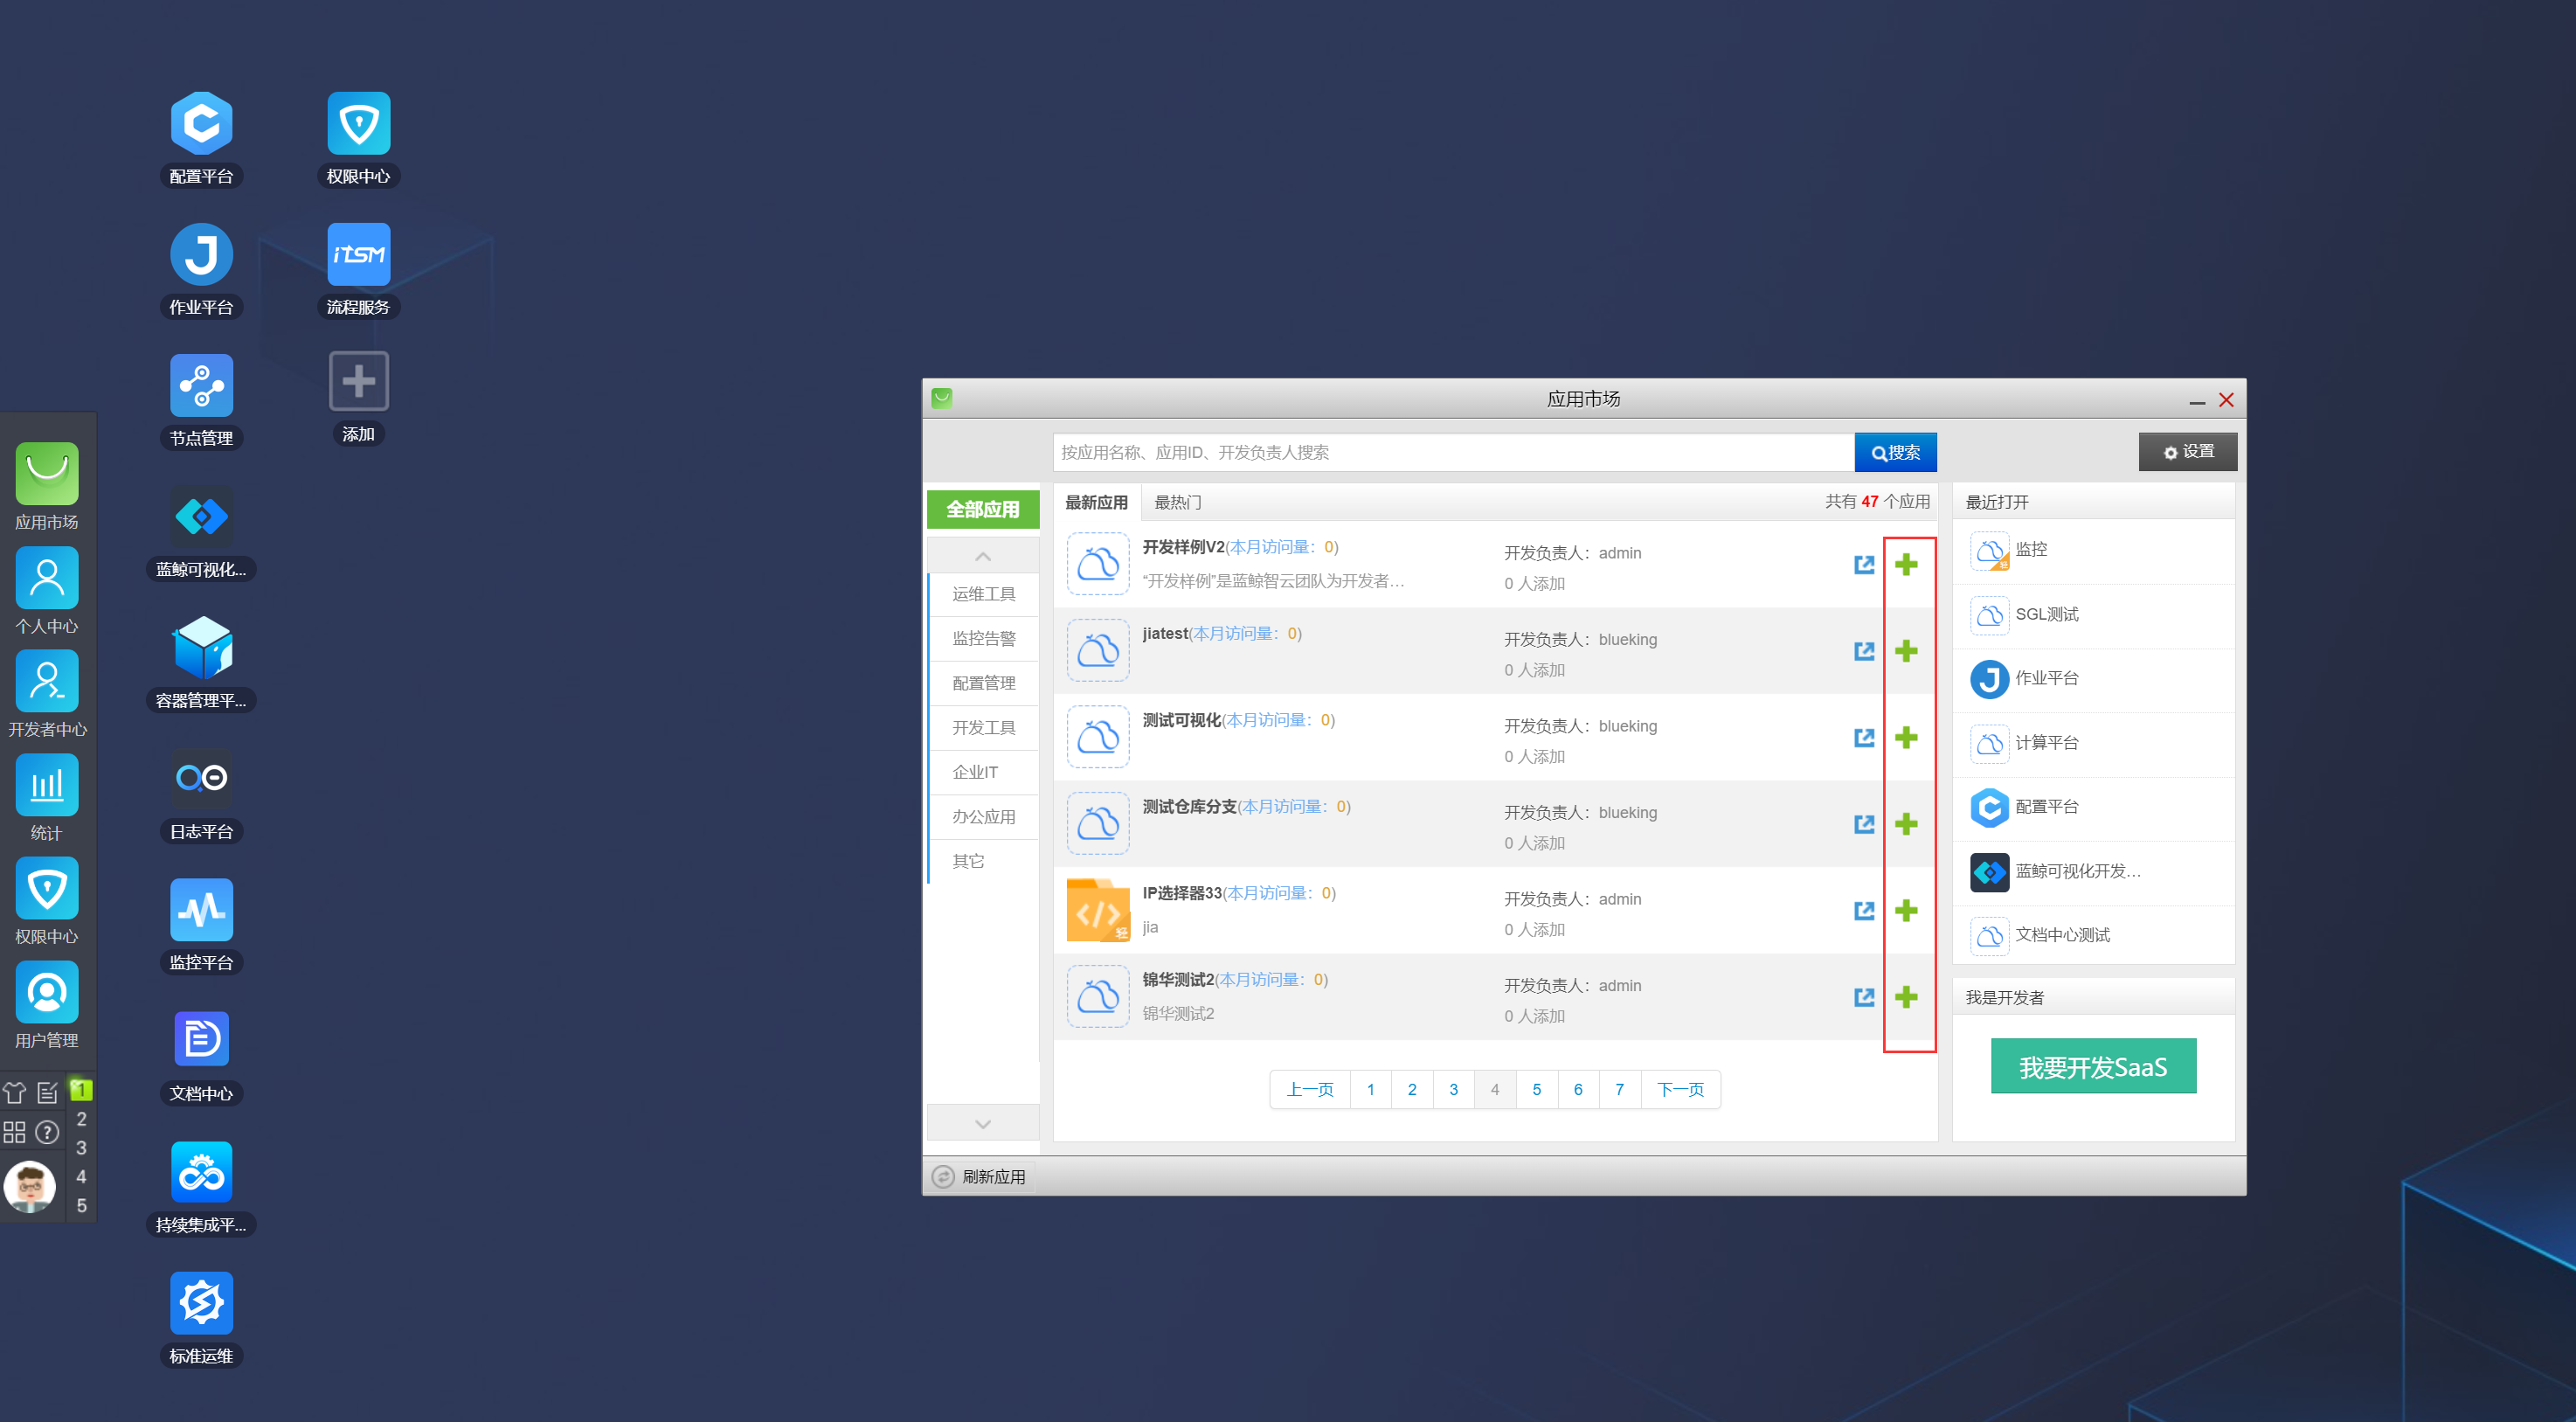 配置平台
权限中心
iTSM
作业平台
流程服务
节点管理
添加
蓝鲸可视化...
容器管理平...
日志平台
监控平台
文档中心
持续集成平...
标准运维
应用市场
个人中心
开发者中心
统计
权限中心
用户管理
1
2
3
4
5
应用市场
按应用名称、应用ID、开发负责人搜索
搜索
设置
全部应用
运维工具
监控告警
配置管理
开发工具
企业IT
办公应用
其它
最新应用
最热门
共有 47 个应用
开发样例V2(本月访问量：0)
“开发样例”是蓝鲸智云团队为开发者...
开发负责人：admin
0 人添加
jiatest(本月访问量：0)
开发负责人：blueking
0 人添加
测试可视化(本月访问量：0)
开发负责人：blueking
0 人添加
测试仓库分支(本月访问量：0)
开发负责人：blueking
0 人添加
轻
IP选择器33(本月访问量：0)
jia
开发负责人：admin
0 人添加
锦华测试2(本月访问量：0)
锦华测试2
开发负责人：admin
0 人添加
上一页 1 2 3 4 5 6 7 下一页
最近打开
监控
SGL测试
作业平台
计算平台
配置平台
蓝鲸可视化开发...
文档中心测试
我是开发者
我要开发SaaS
刷新应用